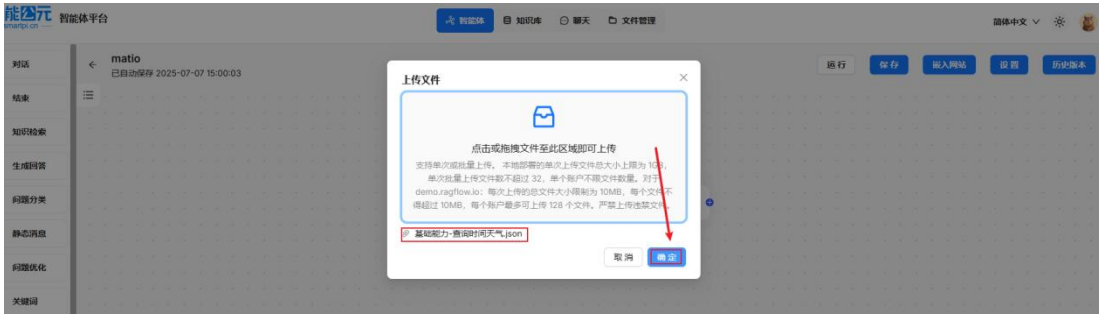 能公元 智能体平台
smartpi.cn
智能体 知识库 聊天 文件管理
简体中文
对话
matio
已自动保存 2025-07-07 15:00:03
运行 保存 嵌入网站 设置 历史版本
结束
知识检索
生成回答
问题分类
静态消息
问题优化
关键词
上传文件
点击或拖拽文件至此区域即可上传
支持单次或批量上传。 本地部署的单次上传文件总大小上限为 1GB,
单次批量上传文件数不超过 32, 单个账户不限文件数量。对于
demo.ragflow.io: 每次上传的总文件大小限制为 10MB, 每个文件不
得超过 10MB, 每个账户最多可上传 128 个文件。严禁上传违禁文件。
基础能力-查询时间天气.json
取 消 确 定